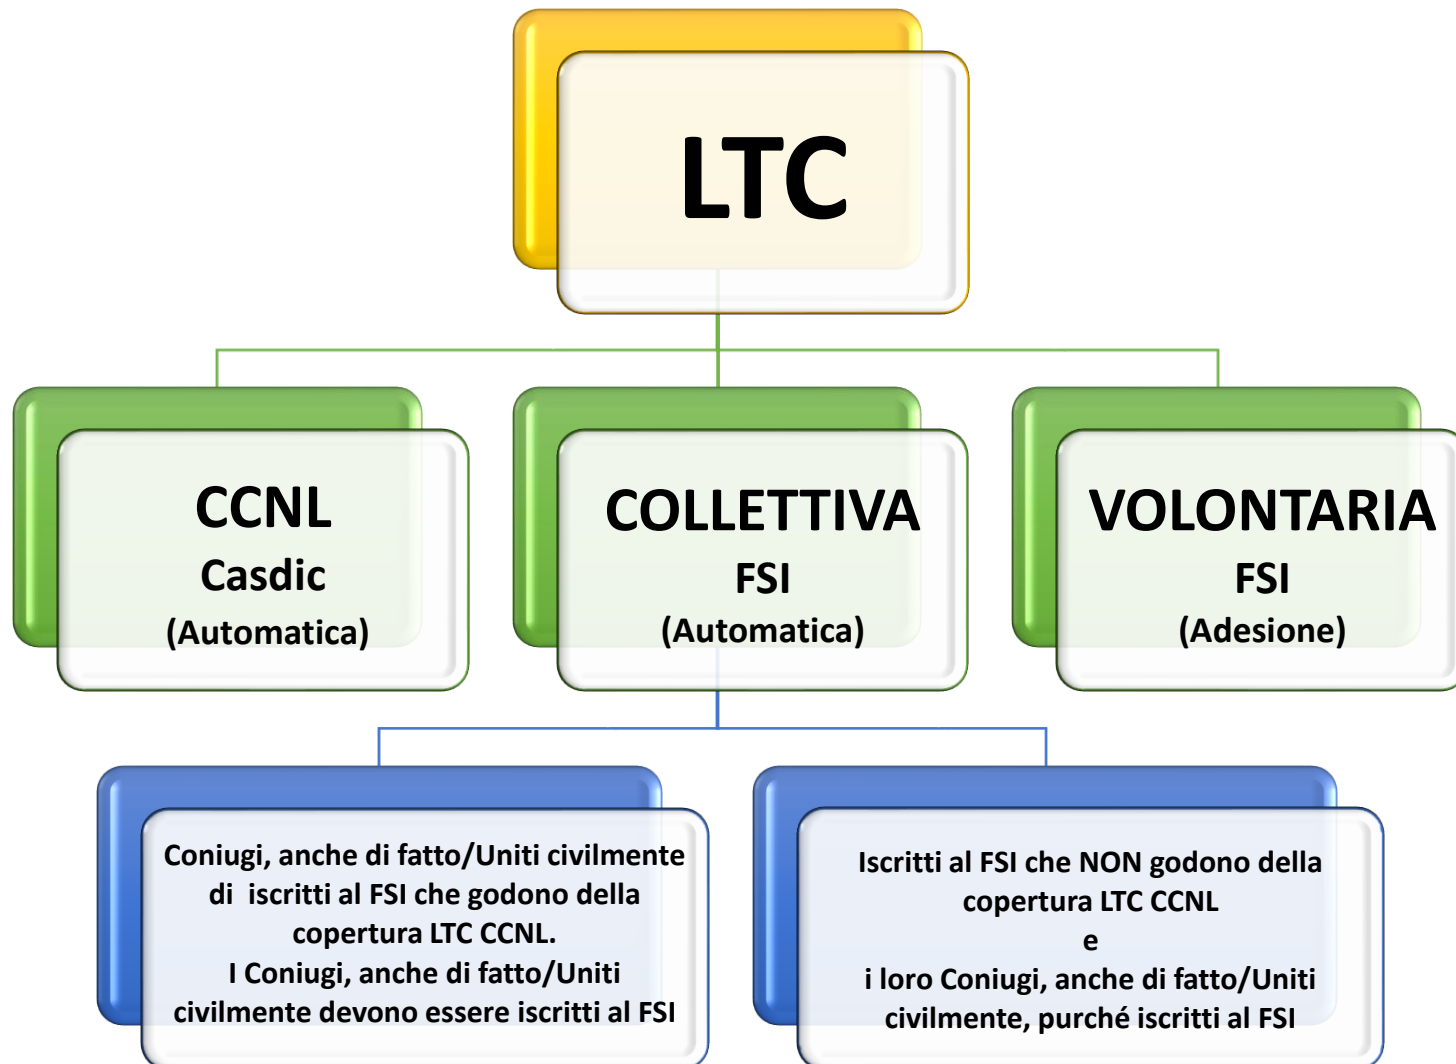 LTC
CCNL
Casdic
(Automatica)
COLLETTIVA
FSI
(Automatica)
VOLONTARIA
FSI
(Adesione)
Coniugi, anche di fatto/Uniti civilmente
di iscritti al FSI che godono della
copertura LTC CCNL.
I Coniugi, anche di fatto/Uniti
civilmente devono essere iscritti al FSI
Iscritti al FSI che NON godono della
copertura LTC CCNL
e
i loro Coniugi, anche di fatto/Uniti
civilmente, purché iscritti al FSI